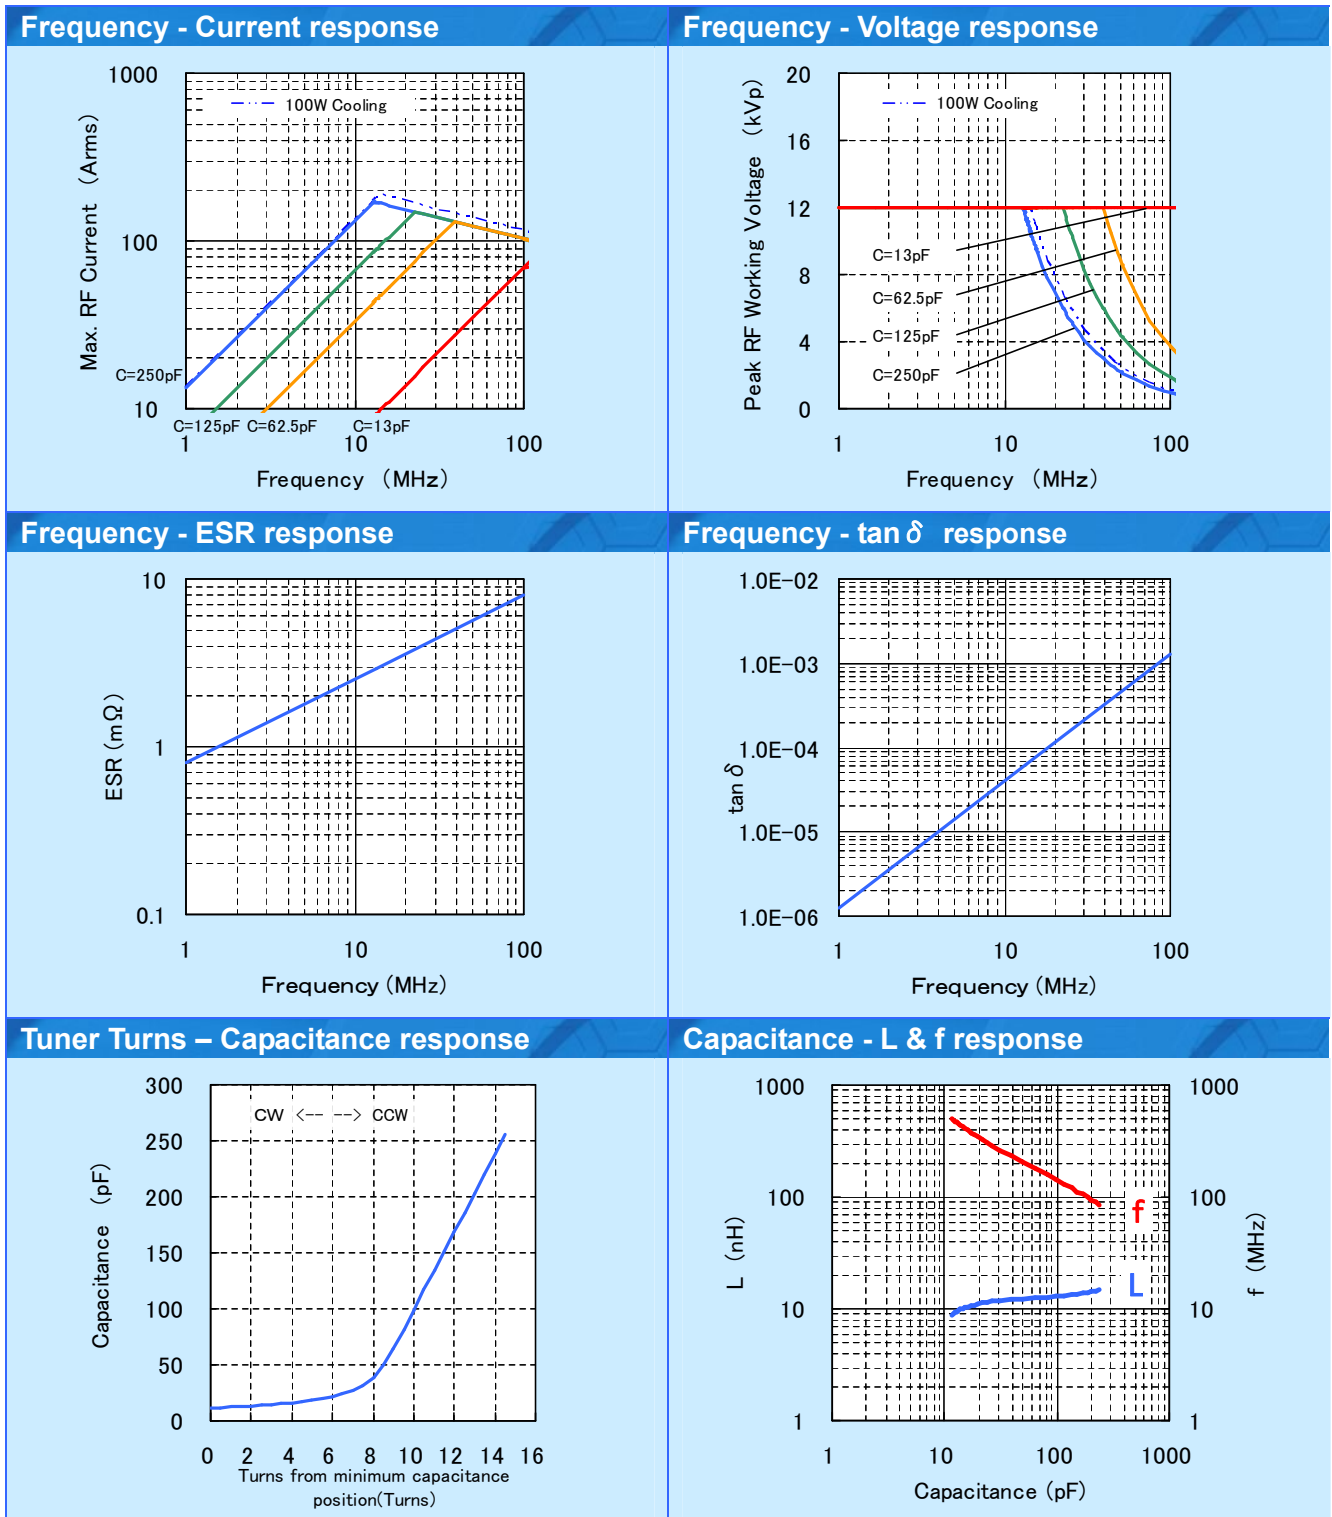 Frequency - Current response
1000
100
10
Max. RF Current (Arms)
100W Cooling
C=250pF
C=125pF C=62.5pF C=13pF
1 10 100
Frequency (MHz)
Frequency - Voltage response
20
16
12
8
4
0
Peak RF Working Voltage (kVp)
100W Cooling
C=13pF
C=62.5pF
C=125pF
C=250pF
1 10 100
Frequency (MHz)
Frequency - ESR response
10
1
0.1
ESR (mΩ)
1 10 100
Frequency (MHz)
Frequency - tan δ response
1.0E-02
1.0E-03
1.0E-04
1.0E-05
1.0E-06
tan δ
1 10 100
Frequency (MHz)
Tuner Turns – Capacitance response
300
250
200
150
100
50
0
Capacitance (pF)
CW <-- --> CCW
0 2 4 6 8 10 12 14 16
Turns from minimum capacitance
position(Turns)
Capacitance - L & f response
1000
100
10
1
L (nH)
f
L
1000
100
10
1
f (MHz)
1 10 100 1000
Capacitance (pF)